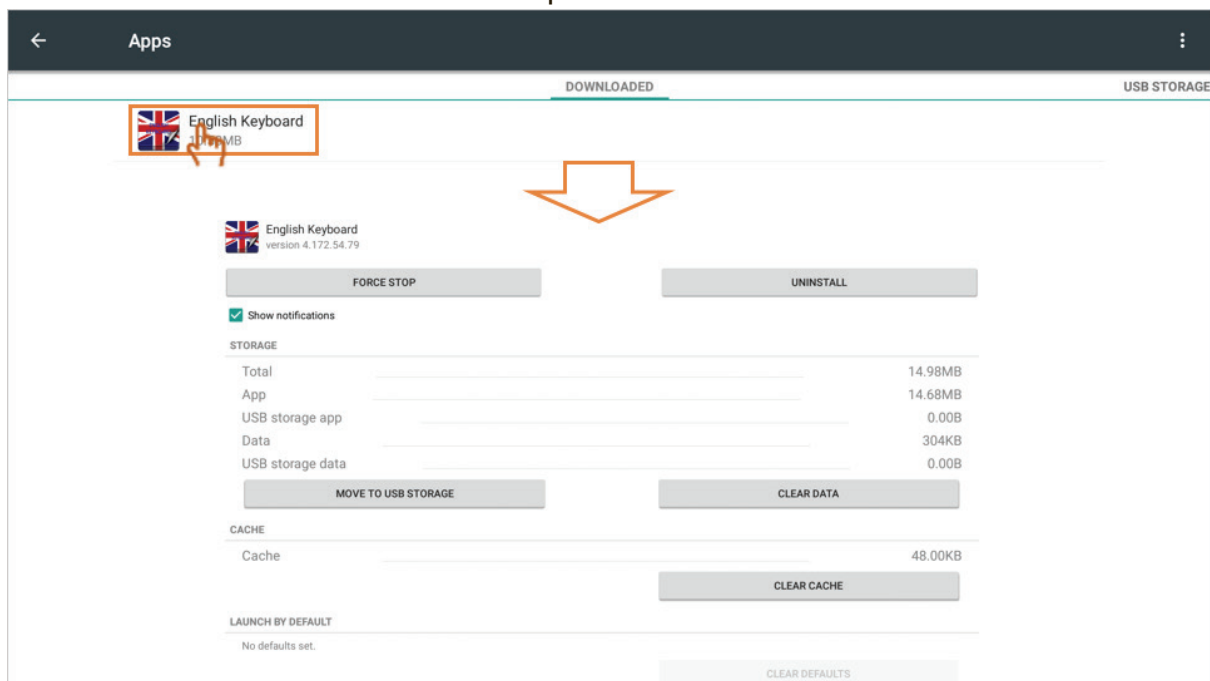 Apps
DOWNLOADED USB STORAGE
English Keyboard
MB
English Keyboard
version 4.172.54.79
FORCE STOP UNINSTALL
Show notifications
STORAGE
Total 14.98MB
App 14.68MB
USB storage app 0.00B
Data 304KB
USB storage data 0.00B
MOVE TO USB STORAGE CLEAR DATA
CACHE
Cache 48.00KB
CLEAR CACHE
LAUNCH BY DEFAULT
No defaults set.
CLEAR DEFAULTS